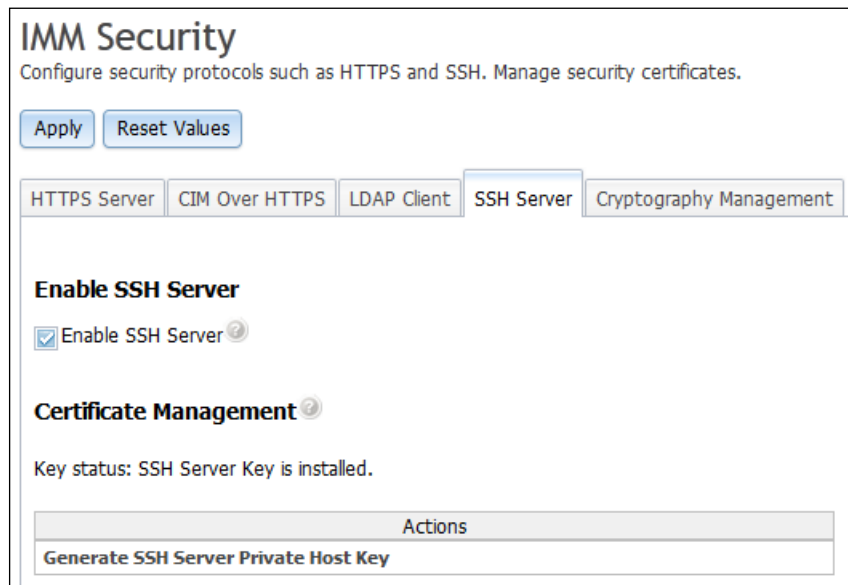 IMM Security
Configure security protocols such as HTTPS and SSH. Manage security certificates.
Apply Reset Values
HTTPS Server CIM Over HTTPS LDAP Client SSH Server Cryptography Management
Enable SSH Server
Enable SSH Server ?
Certificate Management ?
Key status: SSH Server Key is installed.
Actions
Generate SSH Server Private Host Key